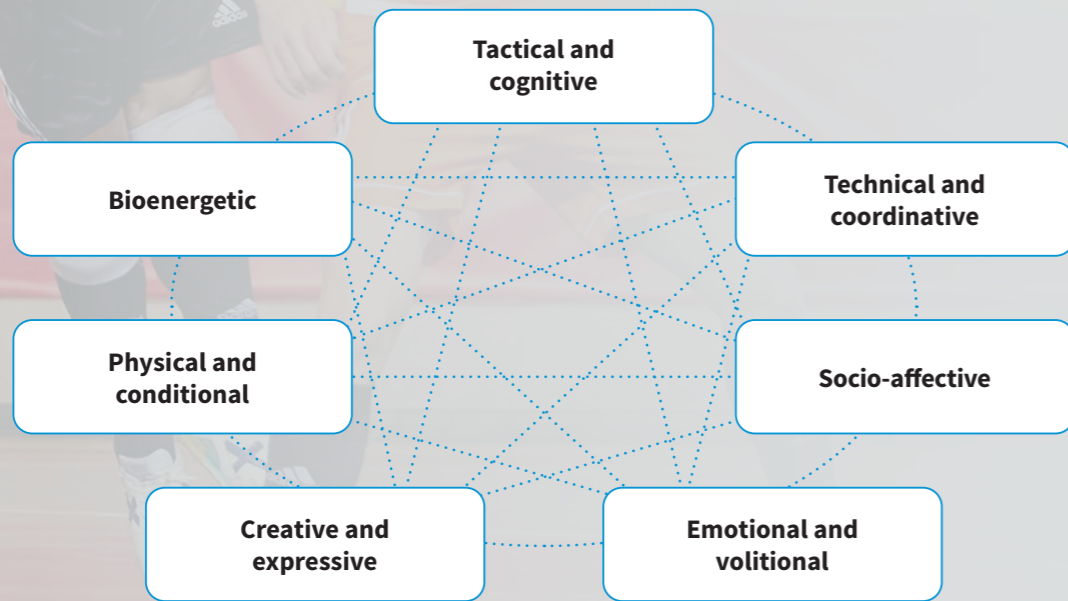 Tactical and
cognitive
Bioenergetic
Technical and
coordinative
Physical and
conditional
Socio-affective
Creative and
expressive
Emotional and
volitional